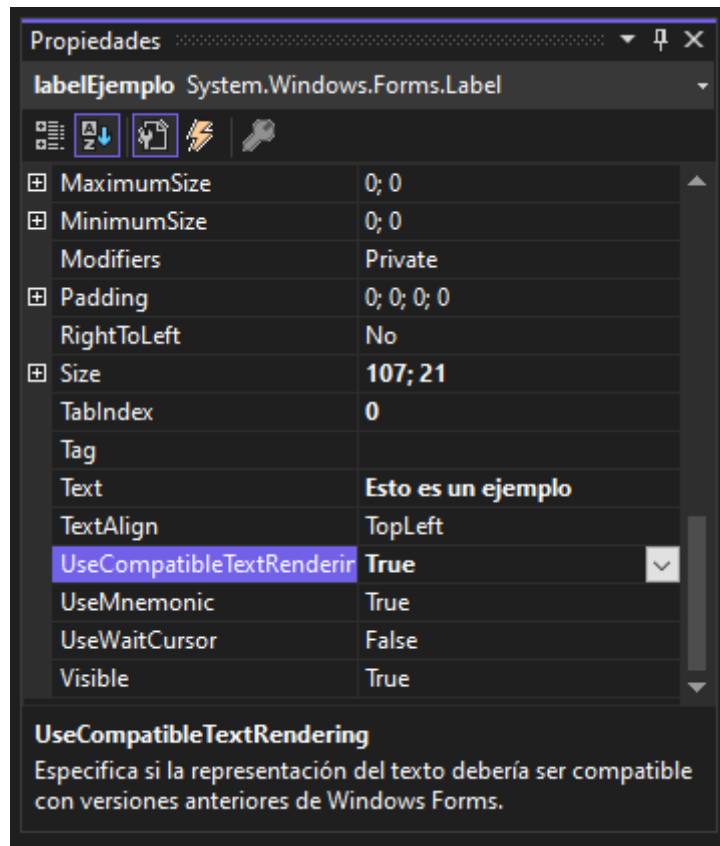 Propiedades
labelEjemplo System.Windows.Forms.Label
MaximumSize 0; 0
MinimumSize 0; 0
Modifiers Private
Padding 0; 0; 0; 0
RightToLeft No
Size 107; 21
TabIndex 0
Tag
Text Esto es un ejemplo
TextAlign TopLeft
UseCompatibleTextRenderin True
UseMnemonic True
UseWaitCursor False
Visible True
UseCompatibleTextRendering
Especifica si la representación del texto debería ser compatible
con versiones anteriores de Windows Forms.